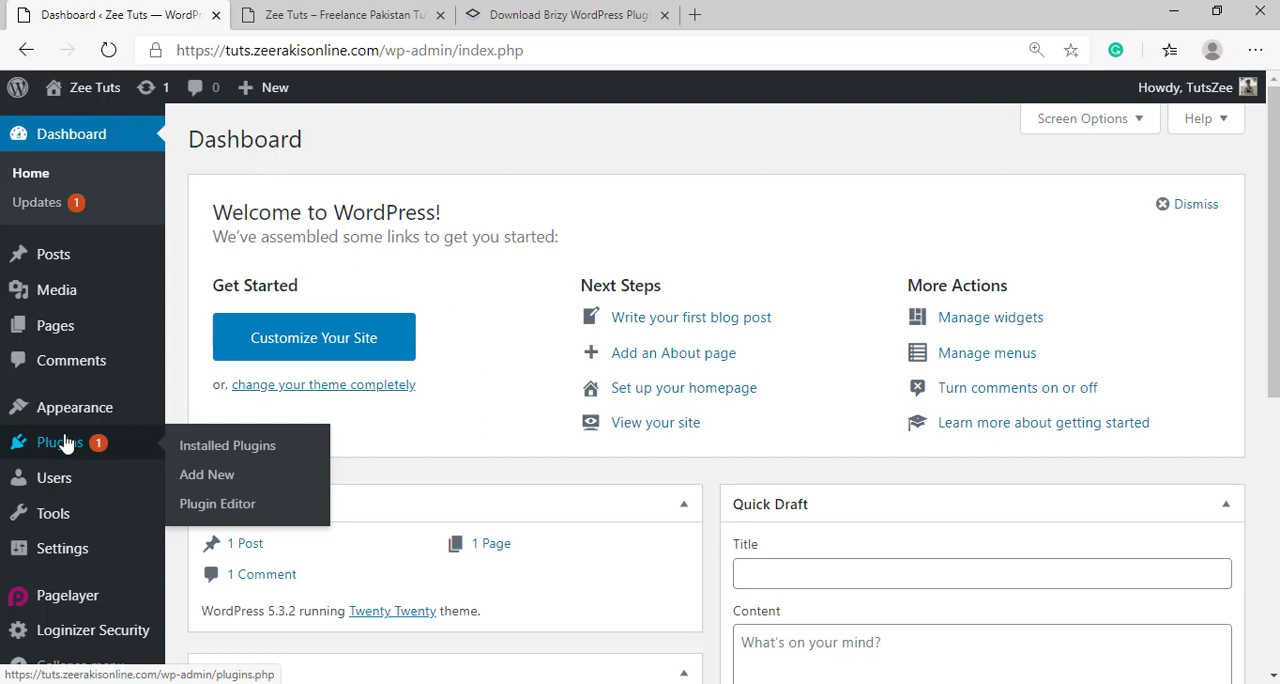 Dashboard ‹ Zee Tuts — WordPr
Zee Tuts – Freelance Pakistan Tut
Download Brizy WordPress Plug
https://tuts.zeerakisonline.com/wp-admin/index.php
Zee Tuts
1
0
New
Howdy, TutsZee
Dashboard
Home
Updates 1
Posts
Media
Pages
Comments
Appearance
Plugins 1
Users
Tools
Settings
Pagelayer
Loginizer Security
Collapse menu
Installed Plugins
Add New
Plugin Editor
Dashboard
Screen Options
Help
Welcome to WordPress!
We've assembled some links to get you started:
Dismiss
Get Started
Customize Your Site
or, change your theme completely
Next Steps
Write your first blog post
Add an About page
Set up your homepage
View your site
More Actions
Manage widgets
Manage menus
Turn comments on or off
Learn more about getting started
1 Post
1 Page
1 Comment
WordPress 5.3.2 running Twenty Twenty theme.
Quick Draft
Title
Content
What's on your mind?
https://tuts.zeerakisonline.com/wp-admin/plugins.php